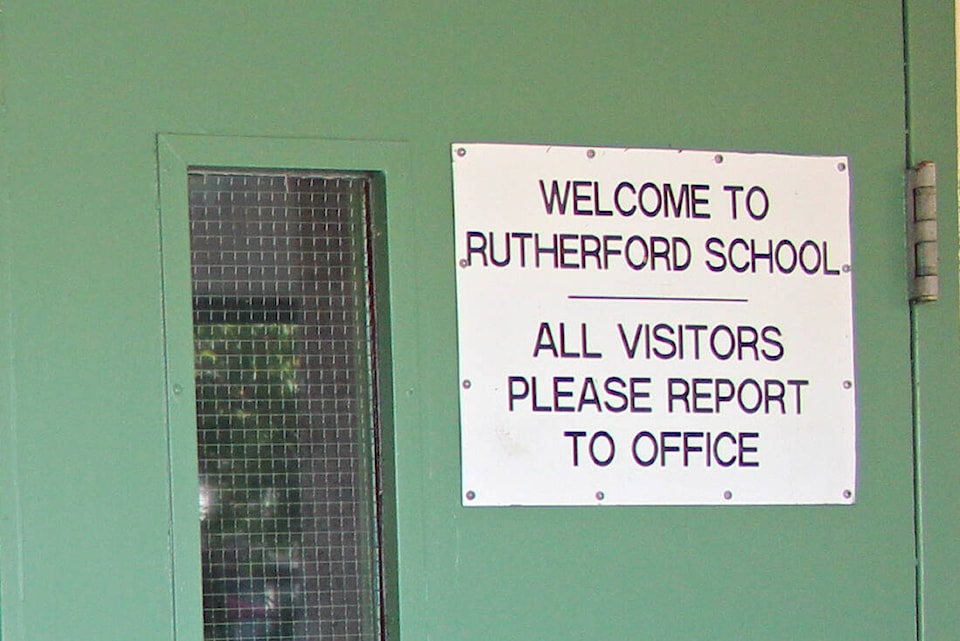 WELCOME TO
RUTHERFORD SCHOOL
ALL VISITORS
PLEASE REPORT
TO OFFICE